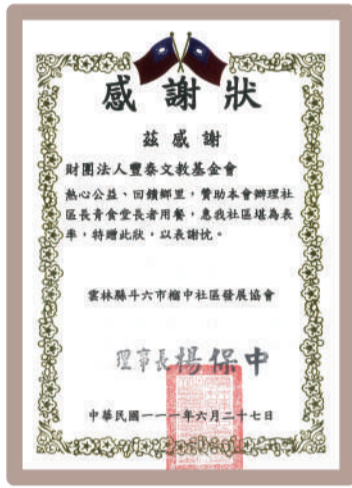 感謝狀
茲感謝
財團法人豐泰文教基金會
熱心公益、回饋鄉里，贊助本會辦理社
區長青食堂長者用餐，惠我社區堪為表
率，特贈此狀，以表謝忱。
雲林縣斗六市榴中社區發展協會
理事長楊保中
中華民國一一一年六月二十七日